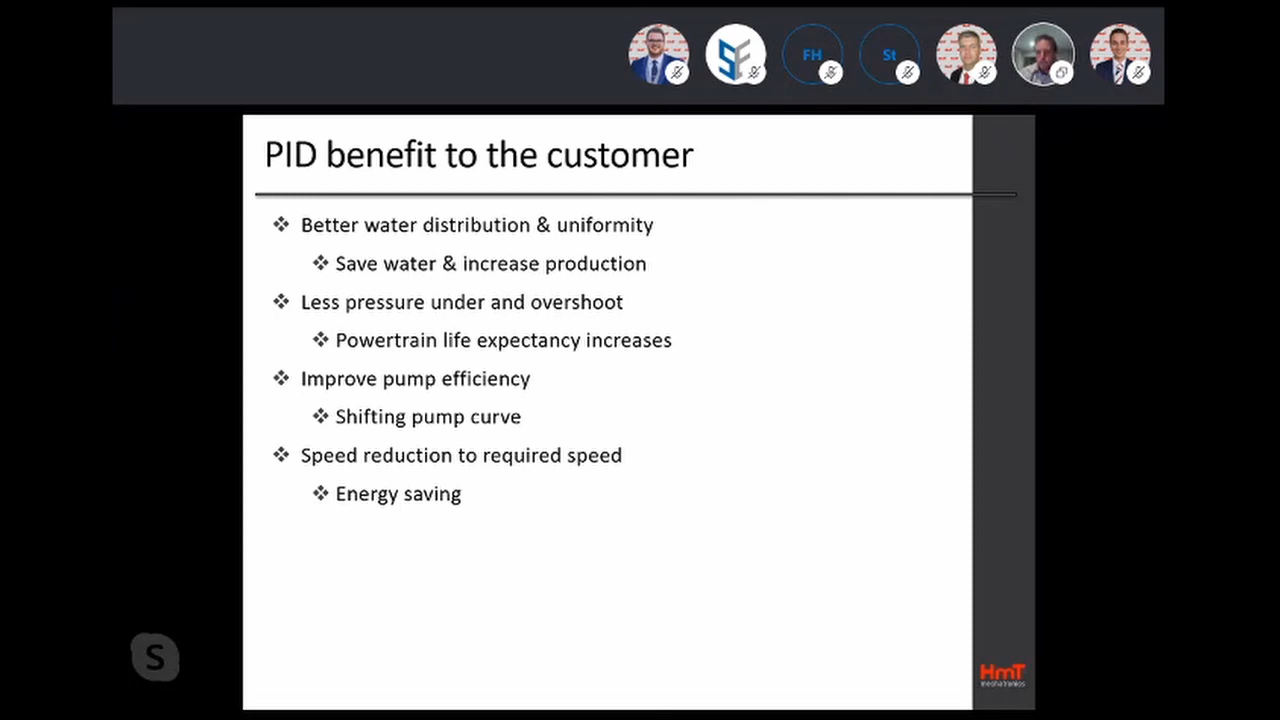 SF
FH
St
PID benefit to the customer
❖ Better water distribution & uniformity
❖ Save water & increase production
❖ Less pressure under and overshoot
❖ Powertrain life expectancy increases
❖ Improve pump efficiency
❖ Shifting pump curve
❖ Speed reduction to required speed
❖ Energy saving
S
HmT
mechatronics